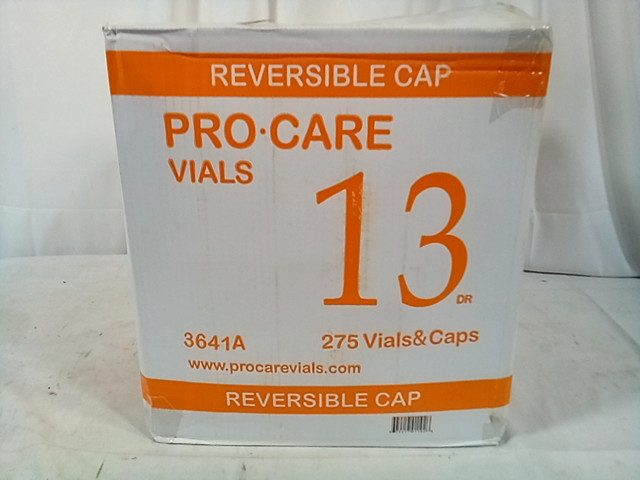 REVERSIBLE CAP
PRO·CARE
VIALS
13 DR
3641A 275 Vials&Caps
www.procarevials.com
REVERSIBLE CAP